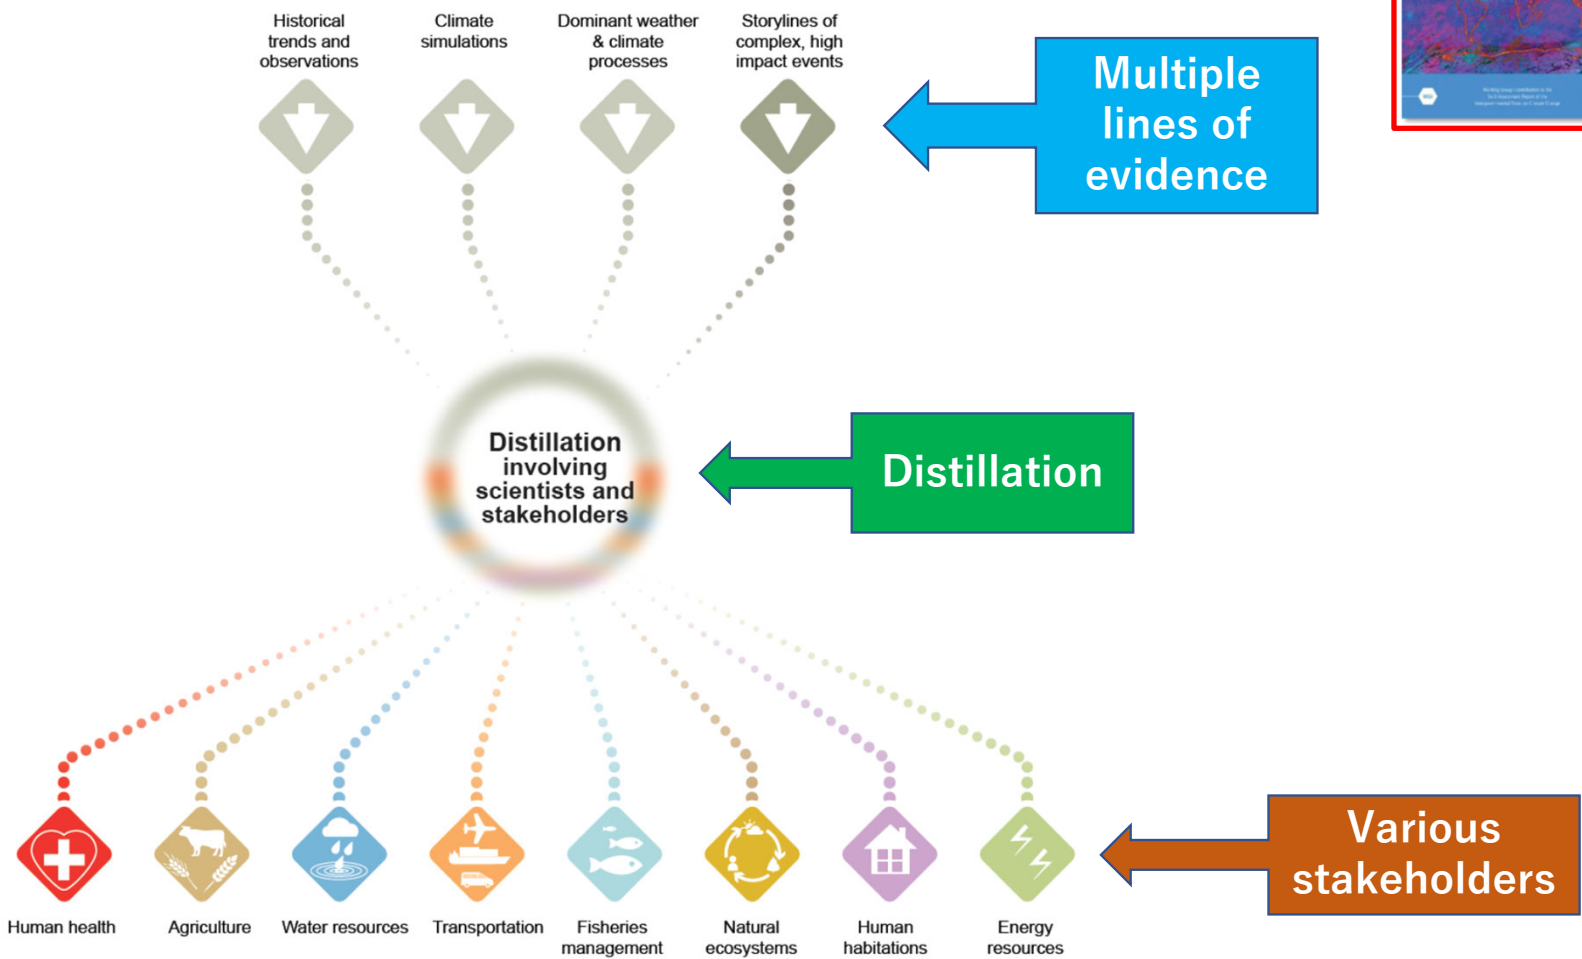 Historical
trends and
observations
Climate
simulations
Dominant weather
& climate
processes
Storylines of
complex, high
impact events
Multiple
lines of
evidence
Distillation
involving
scientists and
stakeholders
Distillation
Various
stakeholders
Human health
Agriculture
Water resources
Transportation
Fisheries
management
Natural
ecosystems
Human
habitations
Energy
resources